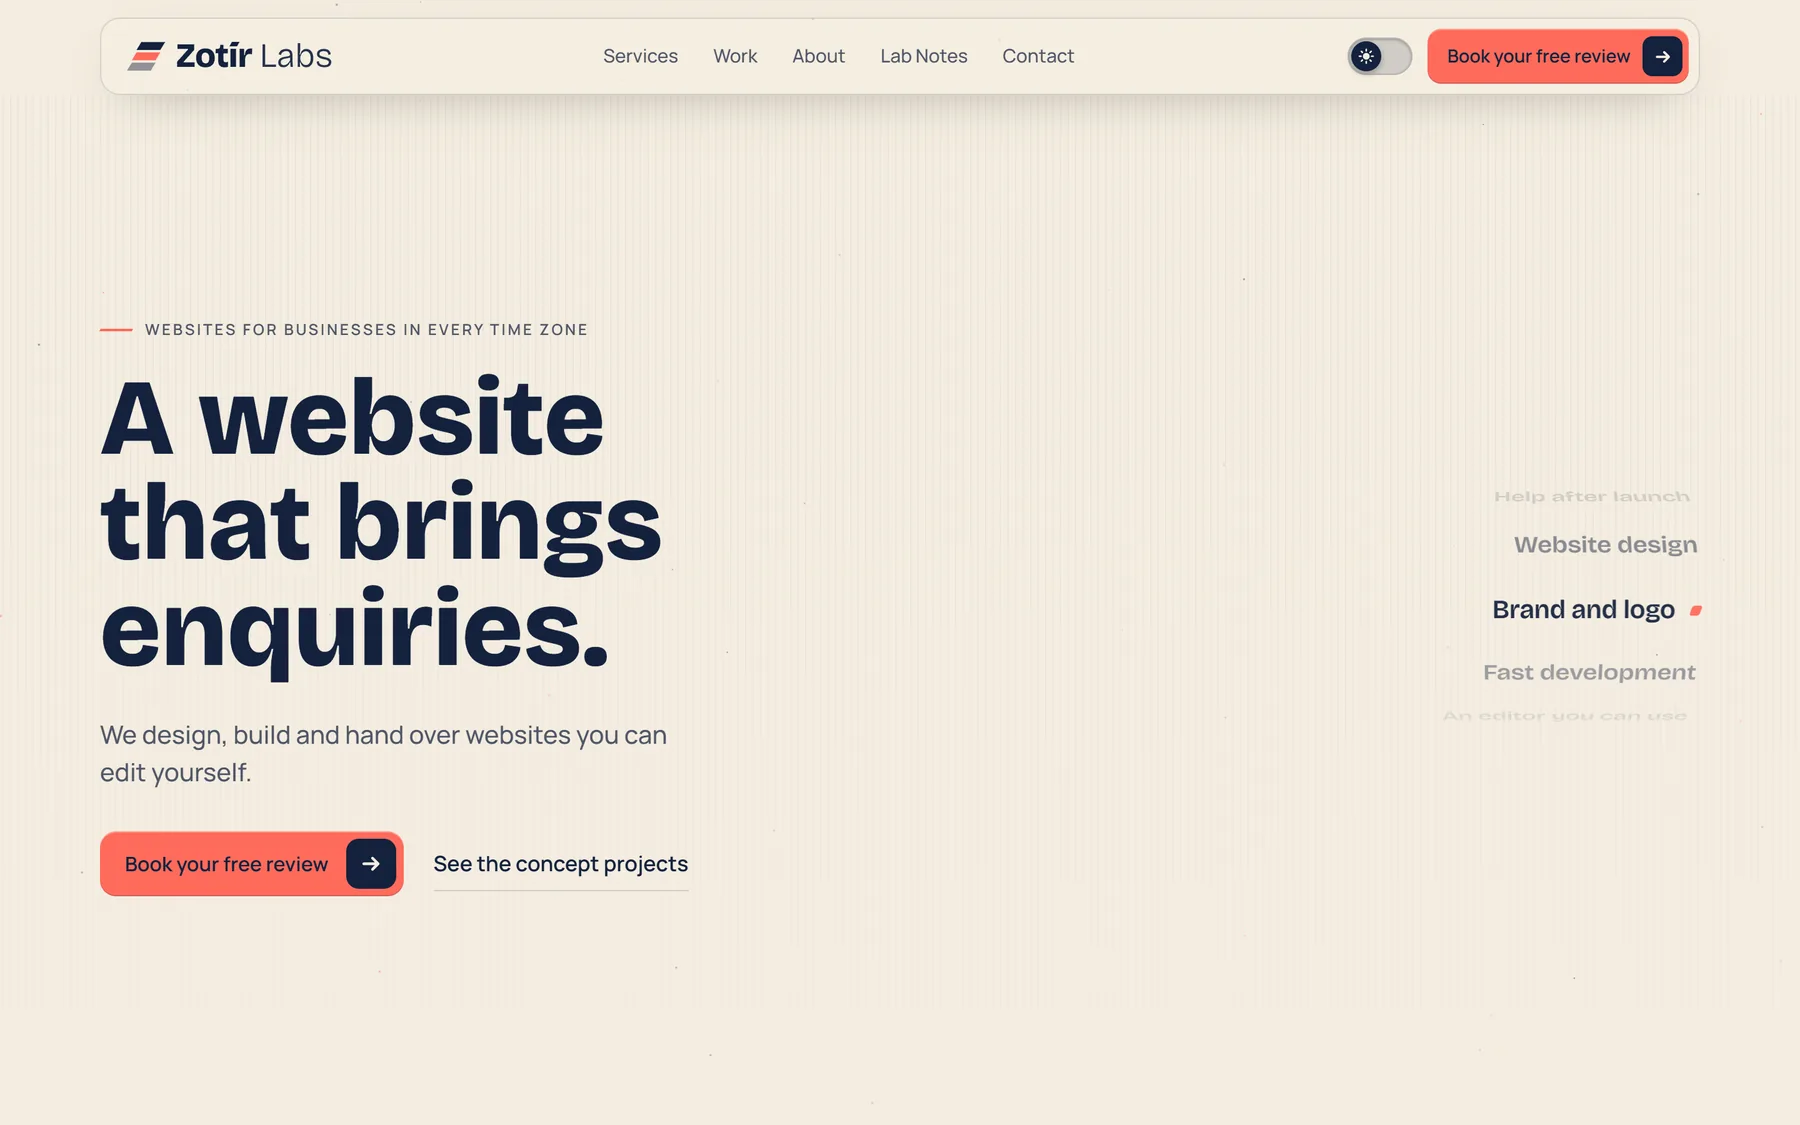 Zotír Labs
Services
Work
About
Lab Notes
Contact
Book your free review
WEBSITES FOR BUSINESSES IN EVERY TIME ZONE
A website
that brings
enquiries.
We design, build and hand over websites you can
edit yourself.
Book your free review
See the concept projects
Help after launch
Website design
Brand and logo
Fast development
An editor you can use